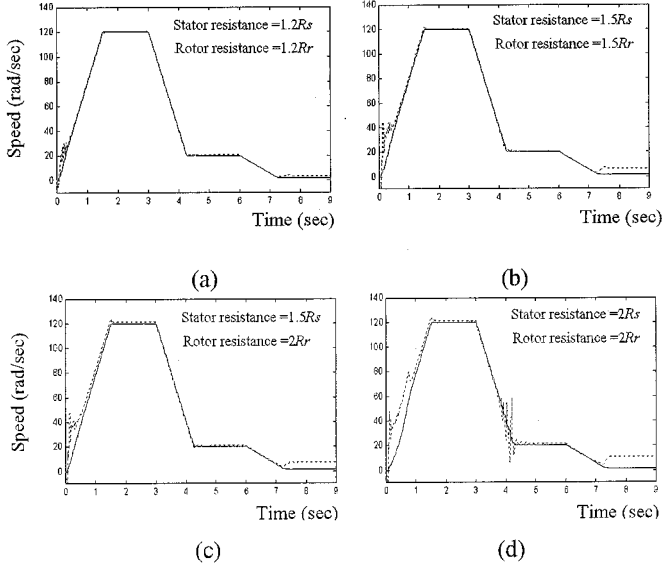 Stator resistance =1.2Rs
Rotor resistance =1.2Rr
Speed (rad/sec)
140
120
100
80
60
40
20
0
0 1 2 3 4 5 6 7 8 9
Time (sec)
(a)
Stator resistance =1.5Rs
Rotor resistance =1.5Rr
140
120
100
80
60
40
20
0
0 1 2 3 4 5 6 7 8 9
Time (sec)
(b)
Stator resistance =1.5Rs
Rotor resistance =2Rr
Speed (rad/sec)
140
120
100
80
60
40
20
0
0 1 2 3 4 5 6 7 8 9
Time (sec)
(c)
Stator resistance =2Rs
Rotor resistance =2Rr
140
120
100
80
60
40
20
0
0 1 2 3 4 5 6 7 8 9
Time (sec)
(d)